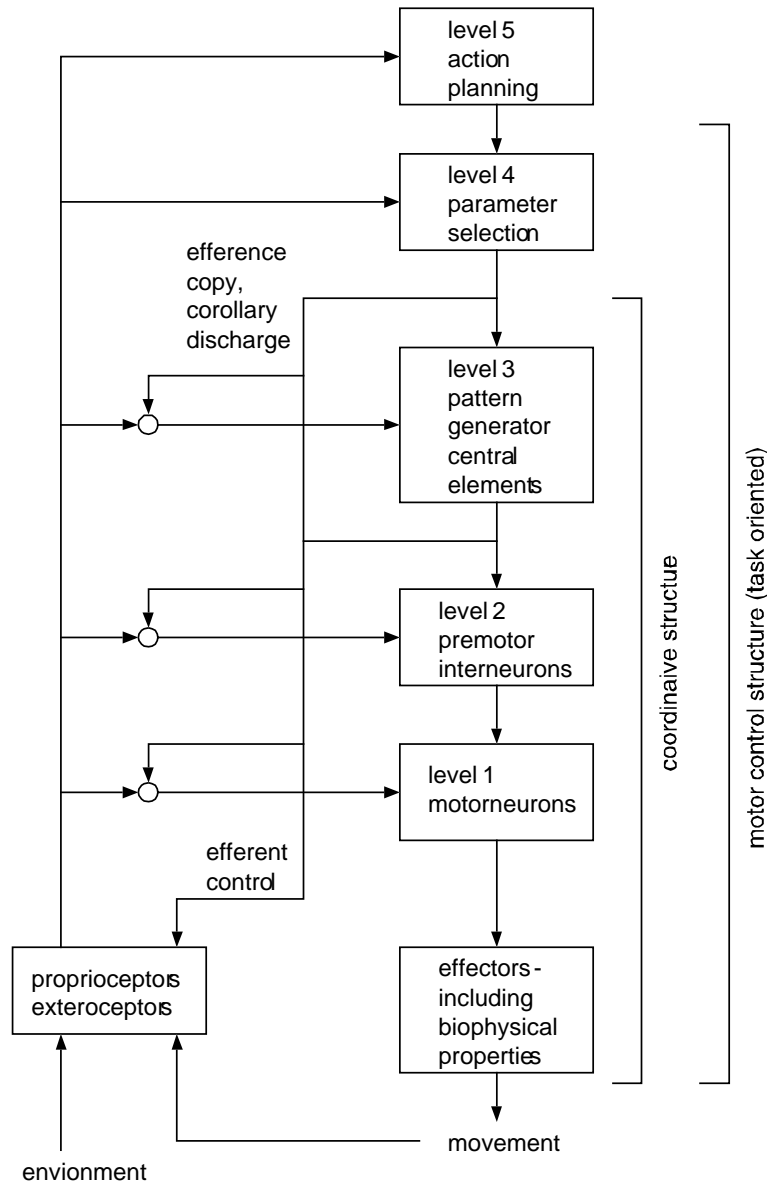 level 5
action
planning
level 4
parameter
selection
efference
copy,
corollary
discharge
level 3
pattern
generator
central
elements
level 2
premotor
interneurons
level 1
motorneurons
efferent
control
proprioceptors
exteroceptors
effectors -
including
biophysical
properties
movement
envionment
coordinaive structue
motor control structure (task oriented)